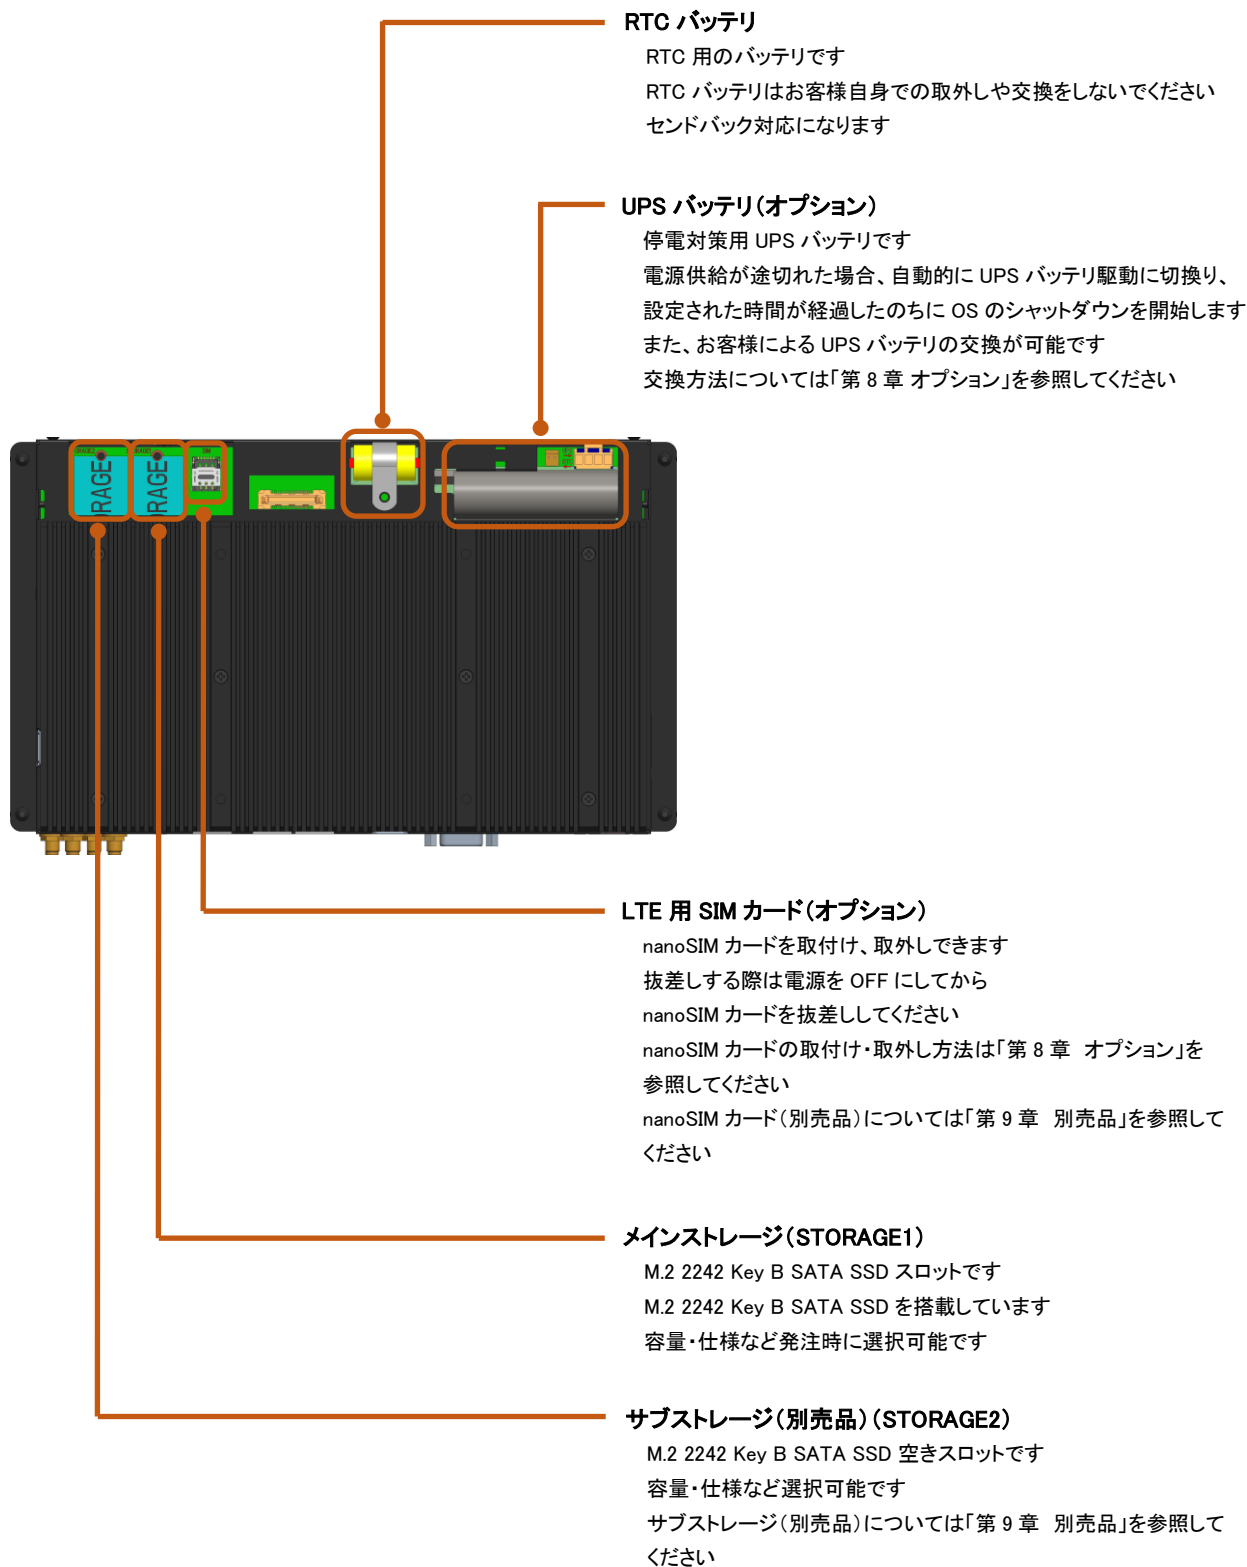 RTC バッテリ
RTC 用のバッテリです
RTC バッテリはお客様自身での取外しや交換をしないでください
センドバック対応になります
UPS バッテリ(オプション)
停電対策用 UPS バッテリです
電源供給が途切れた場合、自動的に UPS バッテリ駆動に切換り、
設定された時間が経過したのちに OS のシャットダウンを開始します
また、お客様による UPS バッテリの交換が可能です
交換方法については「第 8 章 オプション」を参照してください
SIM
ORAGE
ORAGE
LTE 用 SIM カード(オプション)
nanoSIM カードを取付け、取外しできます
抜差しする際は電源を OFF にしてから
nanoSIM カードを抜差ししてください
nanoSIM カードの取付け・取外し方法は「第 8 章 オプション」を
参照してください
nanoSIM カード(別売品)については「第 9 章 別売品」を参照して
ください
メインストレージ(STORAGE1)
M.2 2242 Key B SATA SSD スロットです
M.2 2242 Key B SATA SSD を搭載しています
容量・仕様など発注時に選択可能です
サブストレージ(別売品)(STORAGE2)
M.2 2242 Key B SATA SSD 空きスロットです
容量・仕様など選択可能です
サブストレージ(別売品)については「第 9 章 別売品」を参照して
ください